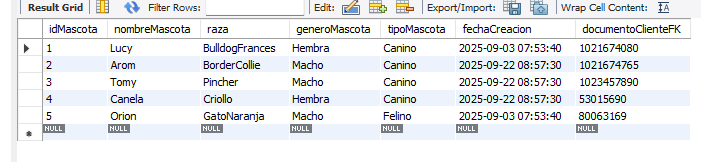 Result Grid Filter Rows: Edit: Export/Import: Wrap Cell Content:
idMascota nombreMascota raza generoMascota tipoMascota fechaCreacion documentoClienteFK
1 Lucy BulldogFrances Hembra Canino 2025-09-03 07:53:40 1021674080
2 Arom BorderCollie Macho Canino 2025-09-22 08:57:30 1021674765
3 Tomy Pincher Macho Canino 2025-09-22 08:57:30 1023457890
4 Canela Criollo Hembra Canino 2025-09-22 08:57:30 53015690
5 Orion GatoNaranja Macho Felino 2025-09-03 07:53:40 80063169
NULL NULL NULL NULL NULL NULL NULL